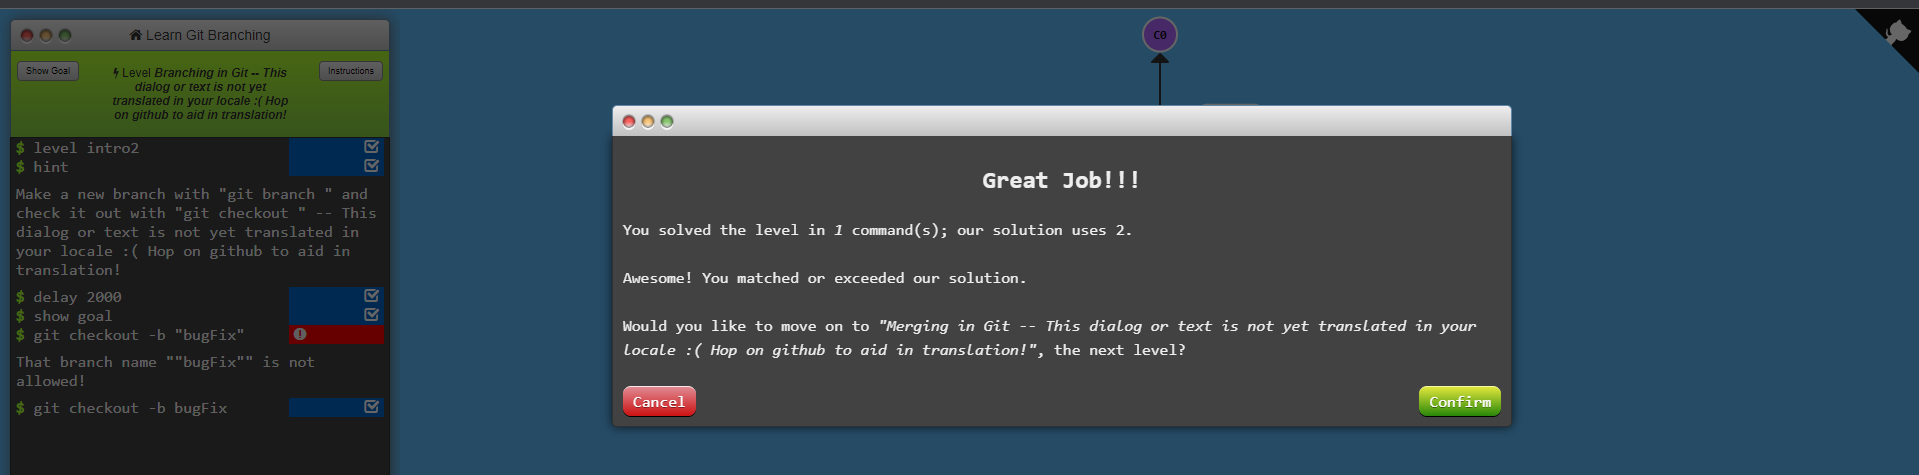 Learn Git Branching
Show Goal
Level Branching in Git -- This
dialog or text is not yet
translated in your locale :( Hop
on github to aid in translation!
Instructions
$ level intro2
$ hint
Make a new branch with "git branch " and
check it out with "git checkout " -- This
dialog or text is not yet translated in
your locale :( Hop on github to aid in
translation!
$ delay 2000
$ show goal
$ git checkout -b "bugFix"
That branch name ""bugFix"" is not
allowed!
$ git checkout -b bugFix
C0
Great Job!!!
You solved the level in 1 command(s); our solution uses 2.
Awesome! You matched or exceeded our solution.
Would you like to move on to "Merging in Git -- This dialog or text is not yet translated in your
locale :( Hop on github to aid in translation!", the next level?
Cancel
Confirm